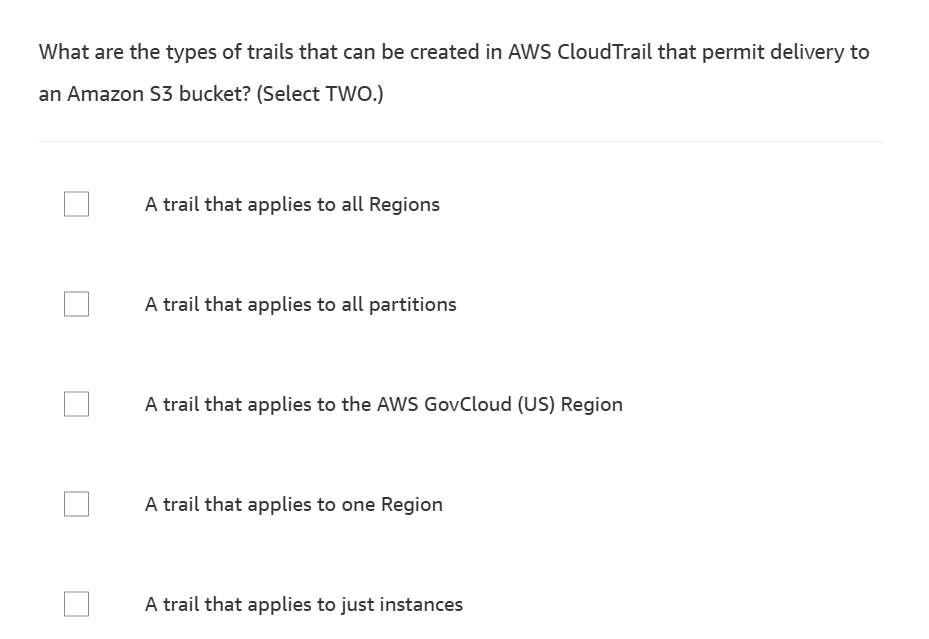 What are the types of trails that can be created in AWS CloudTrail that permit delivery to
an Amazon S3 bucket? (Select TWO.)
A trail that applies to all Regions
A trail that applies to all partitions
A trail that applies to the AWS GovCloud (US) Region
A trail that applies to one Region
A trail that applies to just instances